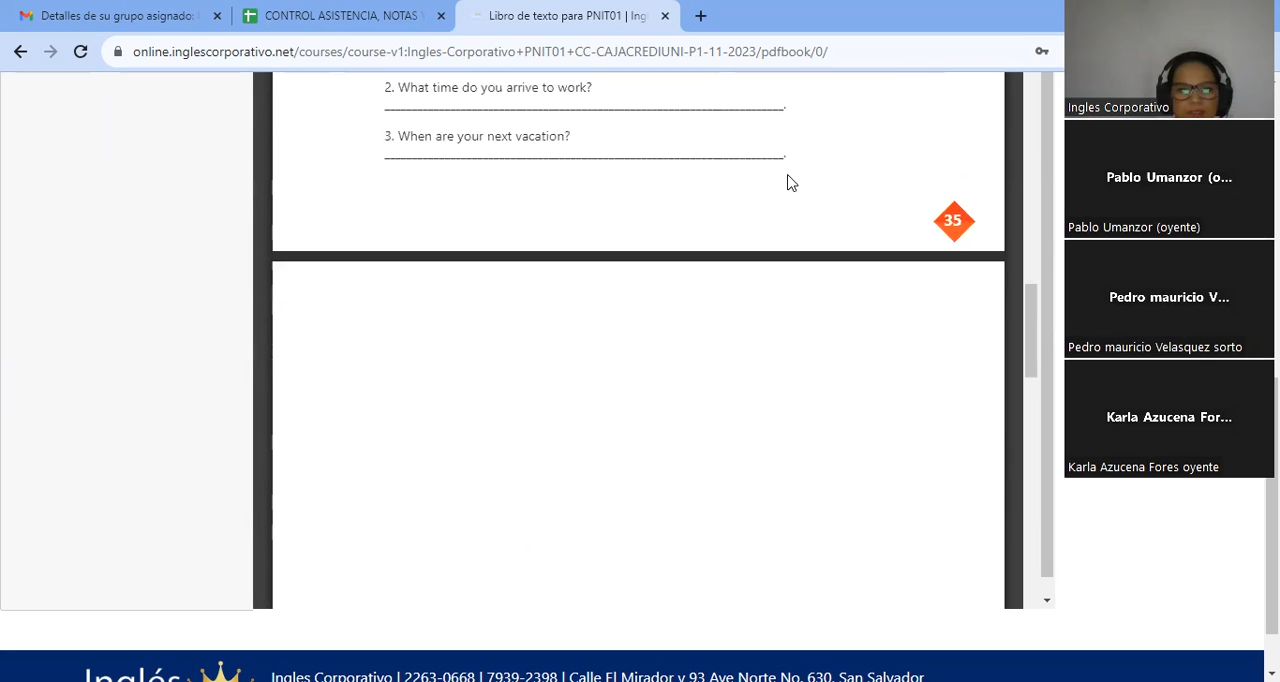 Detalles de su grupo asignado:
CONTROL ASISTENCIA, NOTAS Y
Libro de texto para PNIT01 | Ing
online.inglescorporativo.net/courses/course-v1:Ingles-Corporativo+PNIT01+CC-CAJACREDIUNI-P1-11-2023/pdfbook/0/
2. What time do you arrive to work?
3. When are your next vacation?
35
Ingles Corporativo
Pablo Umanzor (o...
Pablo Umanzor (oyente)
Pedro mauricio V...
Pedro mauricio Velasquez sorto
Karla Azucena For...
Karla Azucena Fores oyente
Inglés
Ingles Corporativo | 2263-0668 | 7939-2398 | Calle El Mirador y 93 Ave Norte No. 630, San Salvador